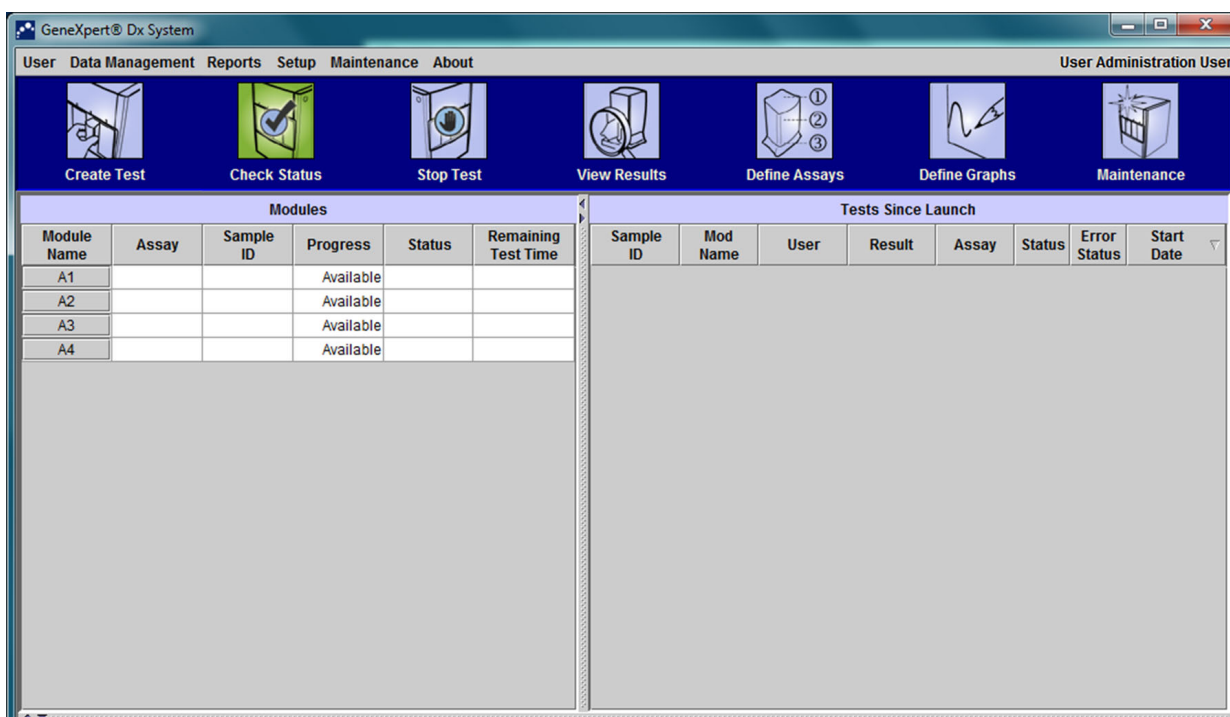 GeneXpert® Dx System
User Data Management Reports Setup Maintenance About User Administration User
① 
② 
③
Create Test Check Status Stop Test View Results Define Assays Define Graphs Maintenance
Modules
Module Name Assay Sample ID Progress Status Remaining Test Time
A1 Available
A2 Available
A3 Available
A4 Available
Tests Since Launch
Sample ID Mod Name User Result Assay Status Error Status Start Date